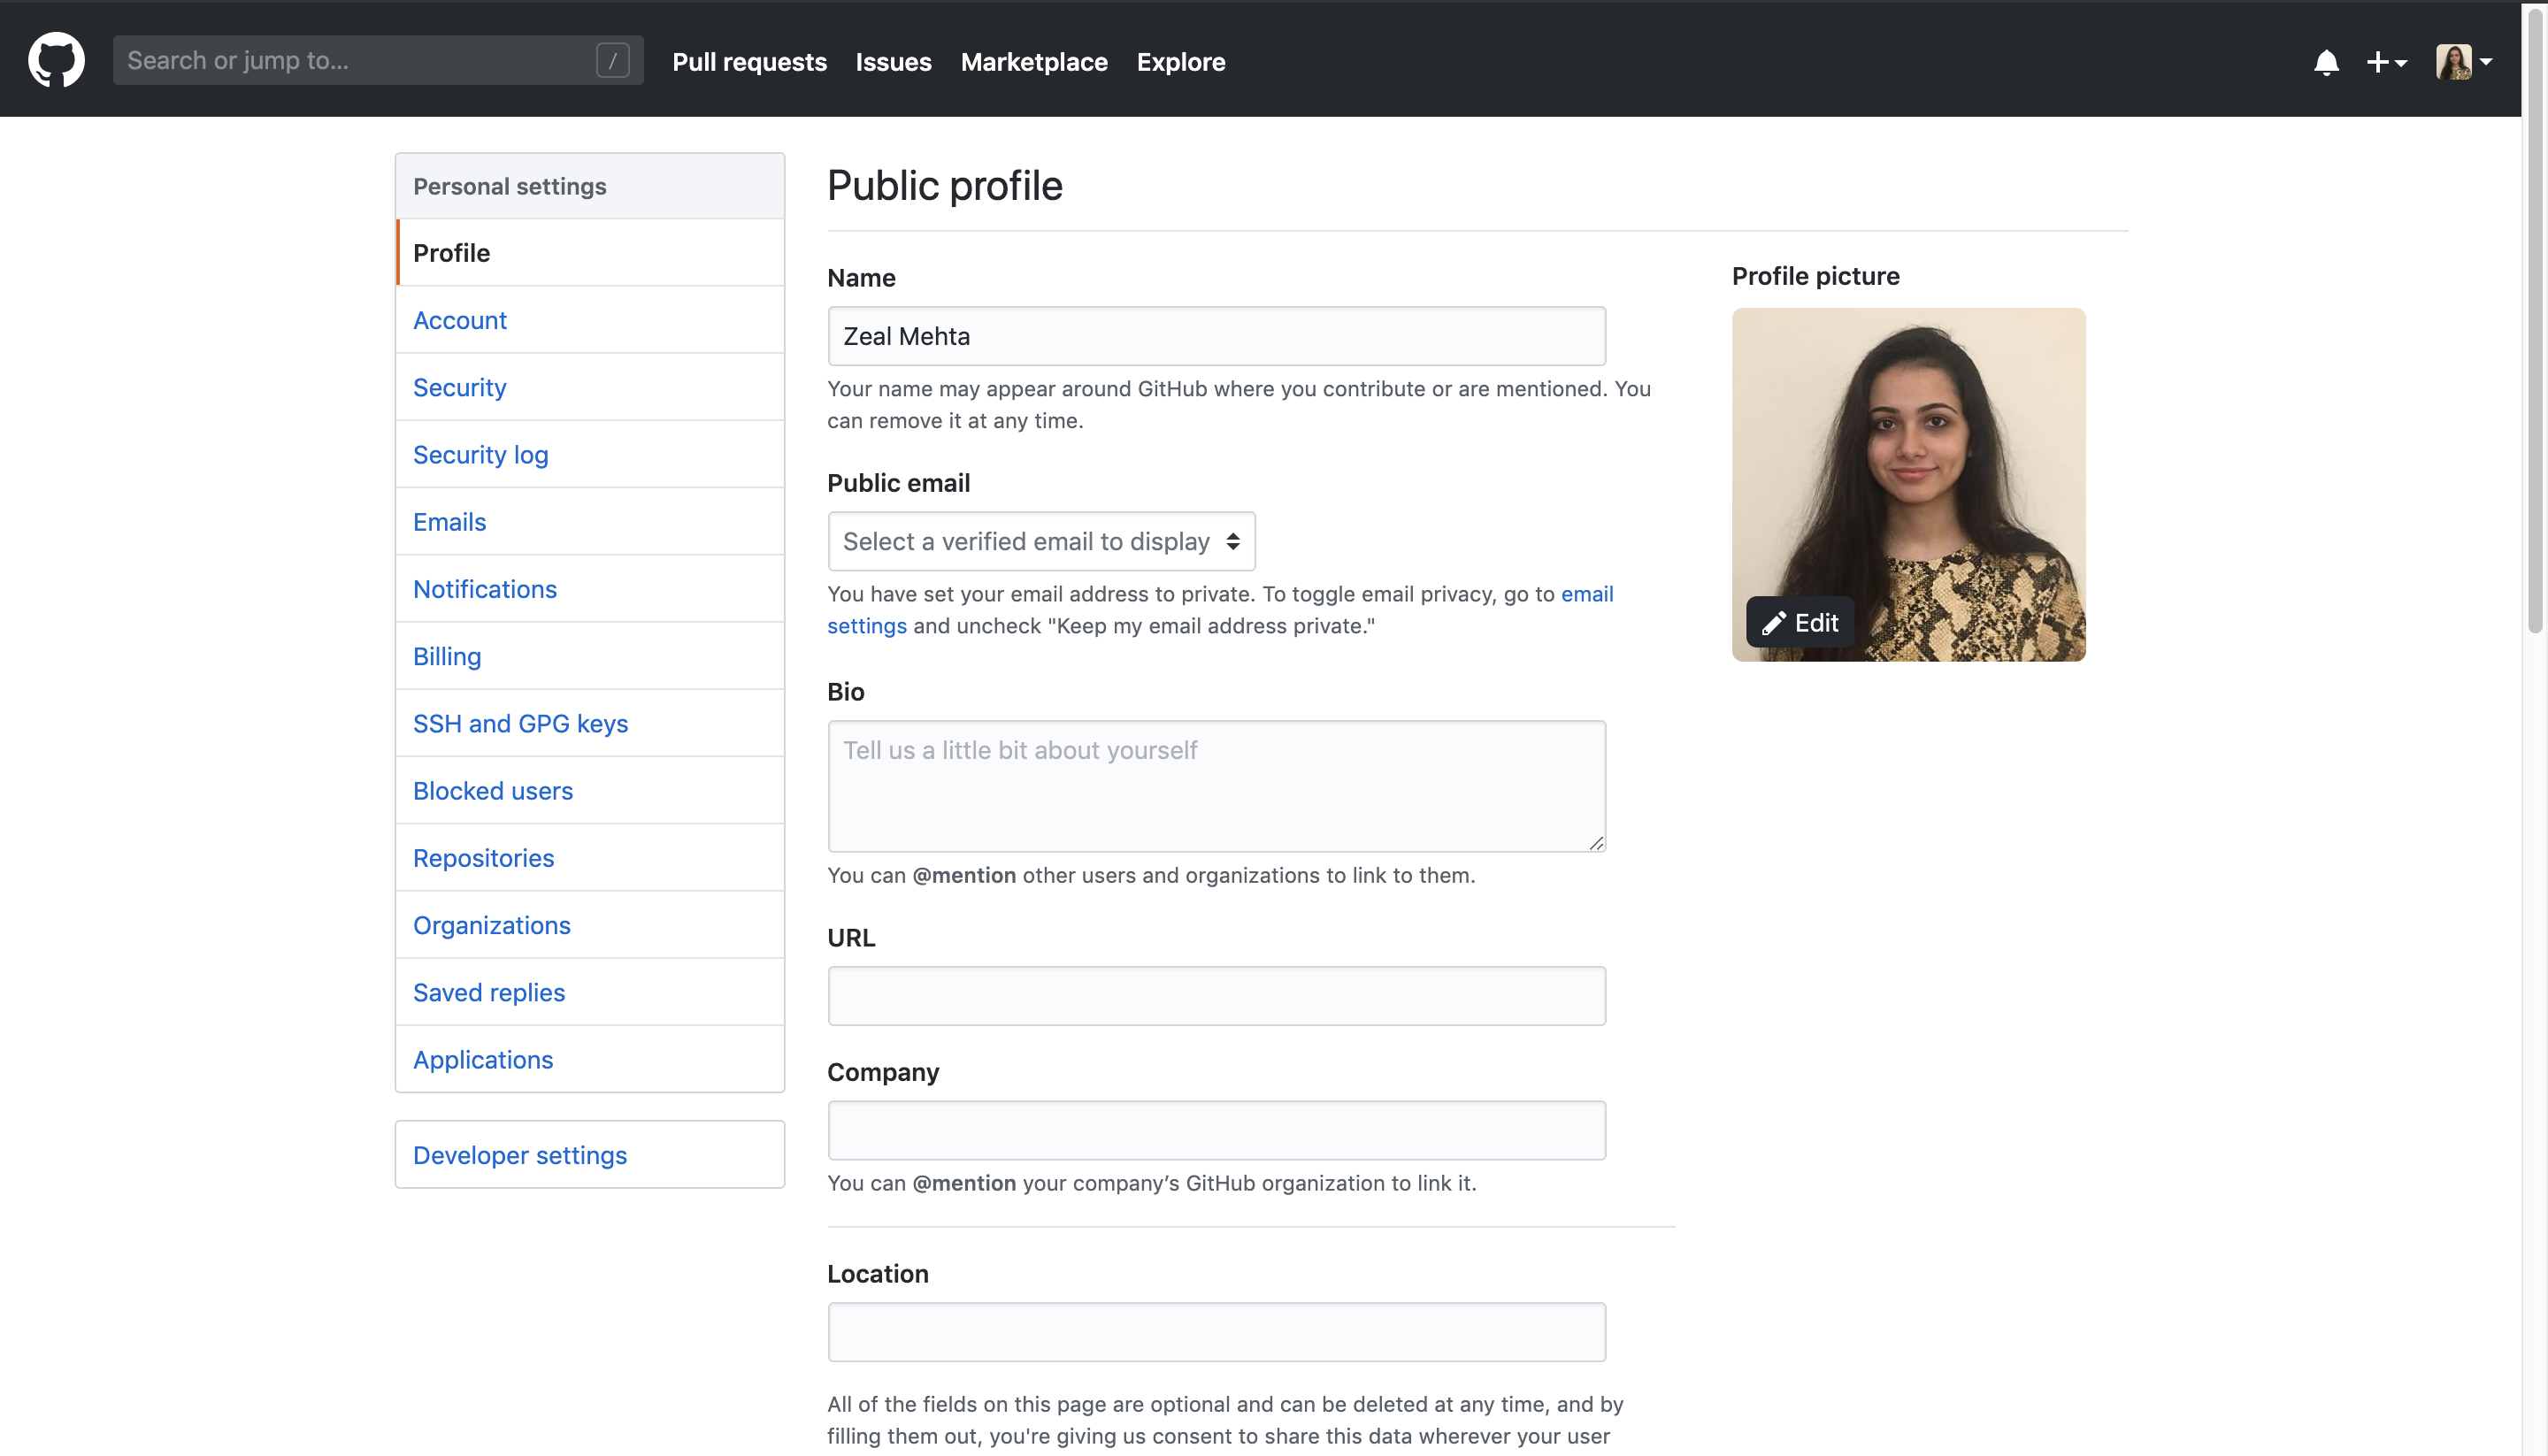 Search or jump to... /
Pull requests
Issues
Marketplace
Explore
Personal settings
Profile
Account
Security
Security log
Emails
Notifications
Billing
SSH and GPG keys
Blocked users
Repositories
Organizations
Saved replies
Applications
Developer settings
Public profile
Name
Zeal Mehta
Your name may appear around GitHub where you contribute or are mentioned. You
can remove it at any time.
Public email
Select a verified email to display
You have set your email address to private. To toggle email privacy, go to email
settings and uncheck "Keep my email address private."
Bio
Tell us a little bit about yourself
You can @mention other users and organizations to link to them.
URL
Company
You can @mention your company’s GitHub organization to link it.
Location
All of the fields on this page are optional and can be deleted at any time, and by
filling them out, you're giving us consent to share this data wherever your user
Profile picture
Edit